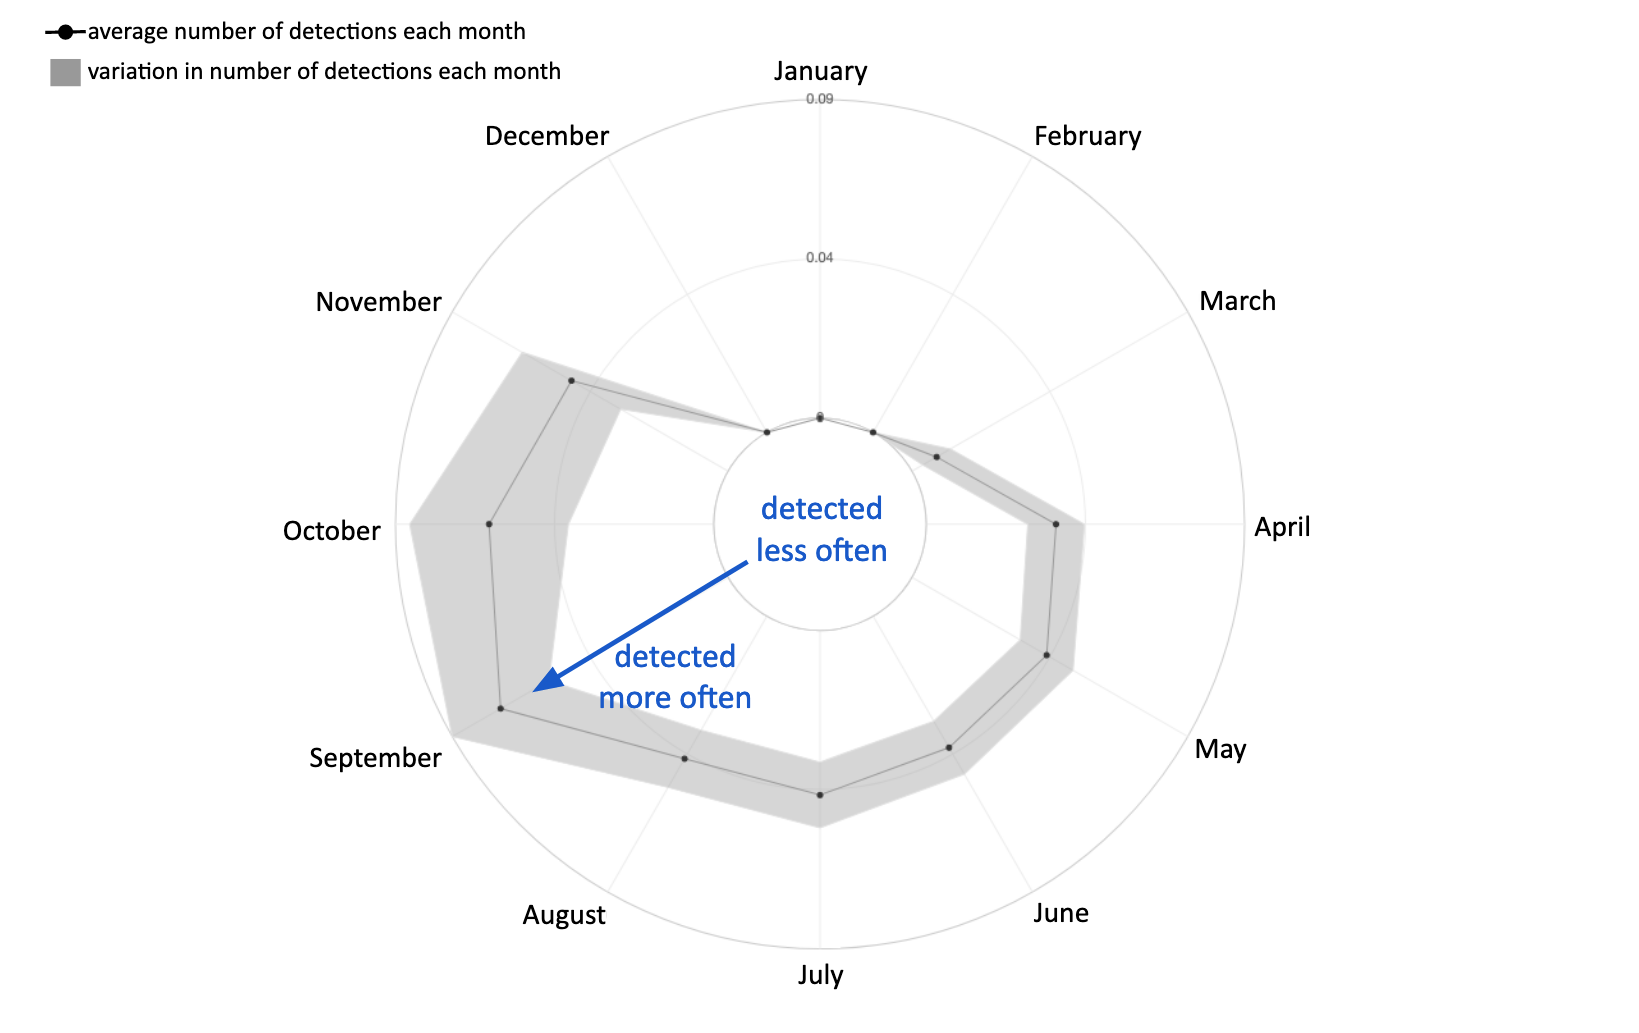 average number of detections each month
variation in number of detections each month
January
0.09
December
February
0.04
November
March
0
detected
less often
October
April
detected
more often
September
May
August
June
July